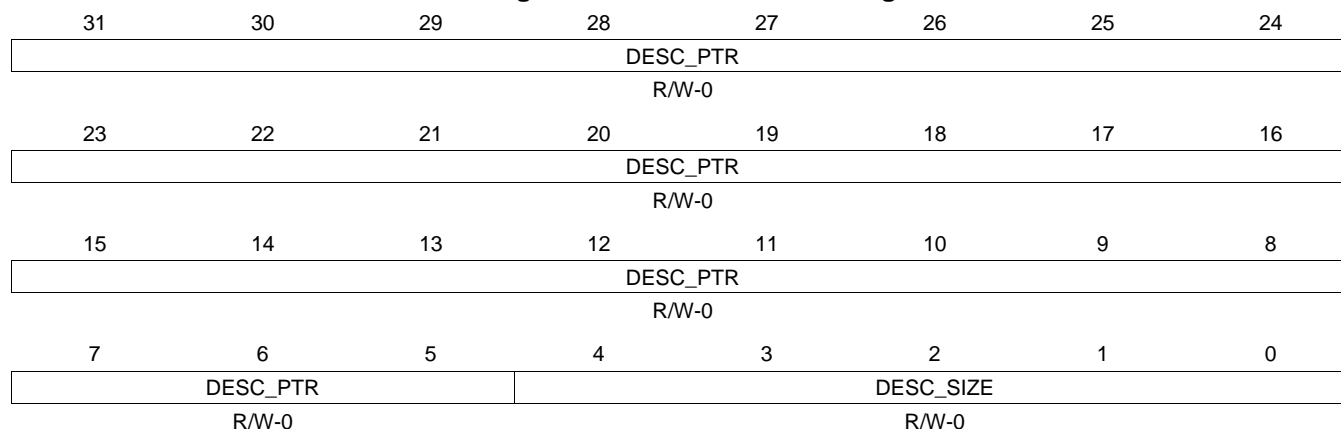 31 30 29 28 27 26 25 24
DESC_PTR
R/W-0
23 22 21 20 19 18 17 16
DESC_PTR
R/W-0
15 14 13 12 11 10 9 8
DESC_PTR
R/W-0
7 6 5 4 3 2 1 0
DESC_PTR DESC_SIZE
R/W-0 R/W-0